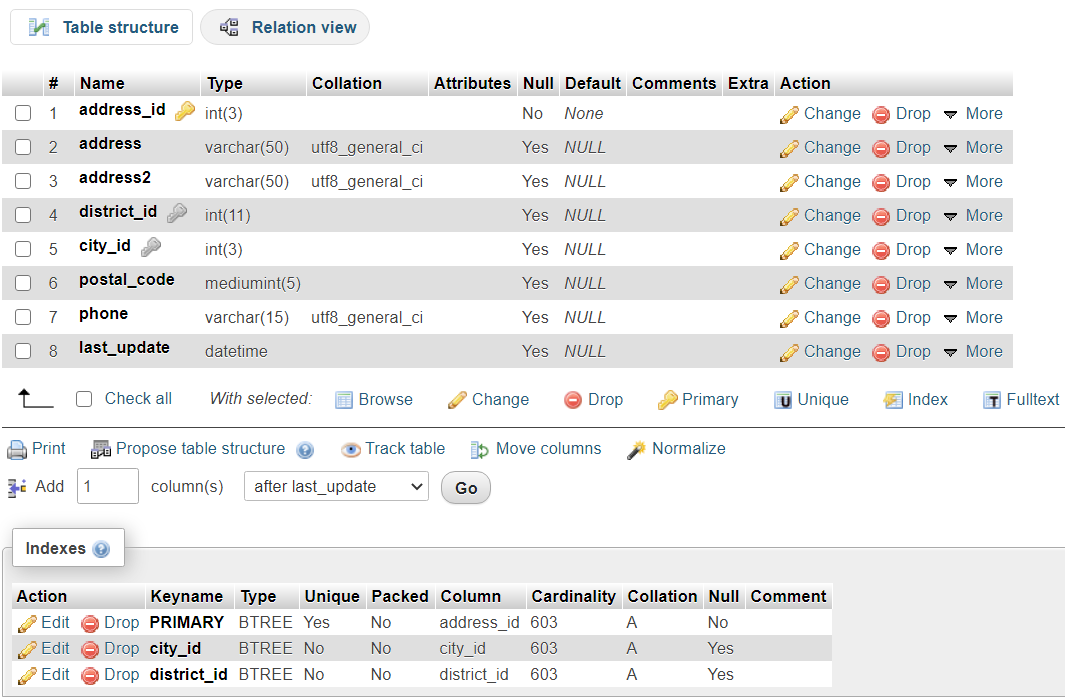 Table structure Relation view
# Name Type Collation Attributes Null Default Comments Extra Action
1 address_id int(3) No None Change Drop More
2 address varchar(50) utf8_general_ci Yes NULL Change Drop More
3 address2 varchar(50) utf8_general_ci Yes NULL Change Drop More
4 district_id int(11) Yes NULL Change Drop More
5 city_id int(3) Yes NULL Change Drop More
6 postal_code mediumint(5) Yes NULL Change Drop More
7 phone varchar(15) utf8_general_ci Yes NULL Change Drop More
8 last_update datetime Yes NULL Change Drop More
Check all With selected: Browse Change Drop Primary U Unique Index T Fulltext
Print Propose table structure ? Track table Move columns Normalize
Add 1 column(s) after last_update Go
Indexes ?
Action Keyname Type Unique Packed Column Cardinality Collation Null Comment
Edit Drop PRIMARY BTREE Yes No address_id 603 A No
Edit Drop city_id BTREE No No city_id 603 A Yes
Edit Drop district_id BTREE No No district_id 603 A Yes